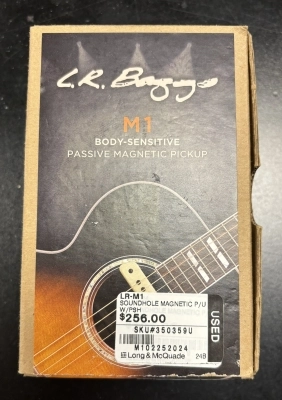 L.R. Baggs
M1
BODY-SENSITIVE
PASSIVE MAGNETIC PICKUP
LR-M1
SOUNDHOLE MAGNETIC P/U
W/PSH
$256.00
SKU#350359U
M102252024
Long & McQuade
24B
USED